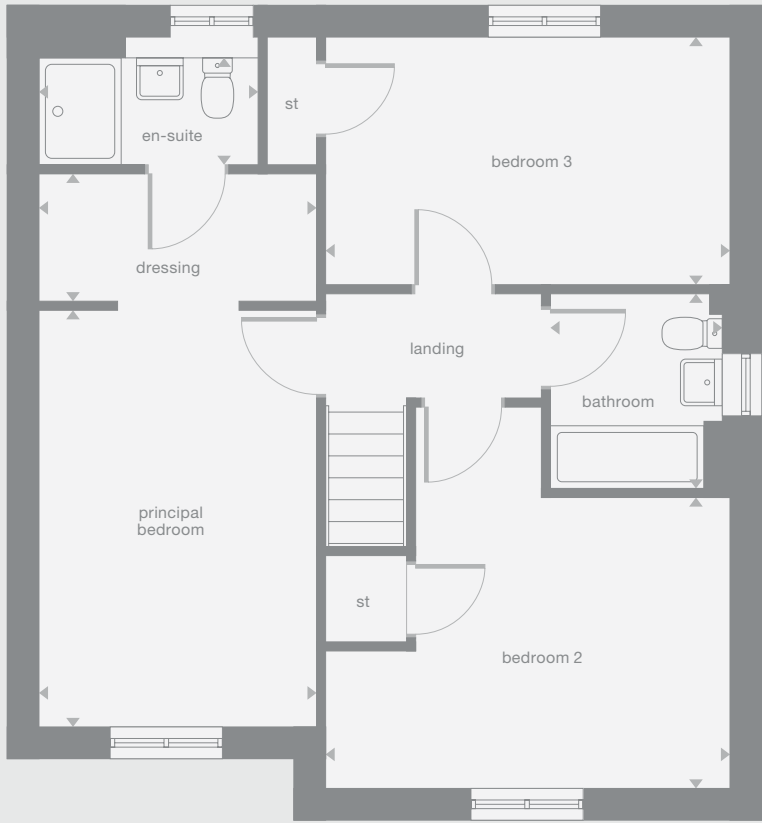 st
en-suite
bedroom 3
dressing
landing
bathroom
principal
bedroom
st
bedroom 2